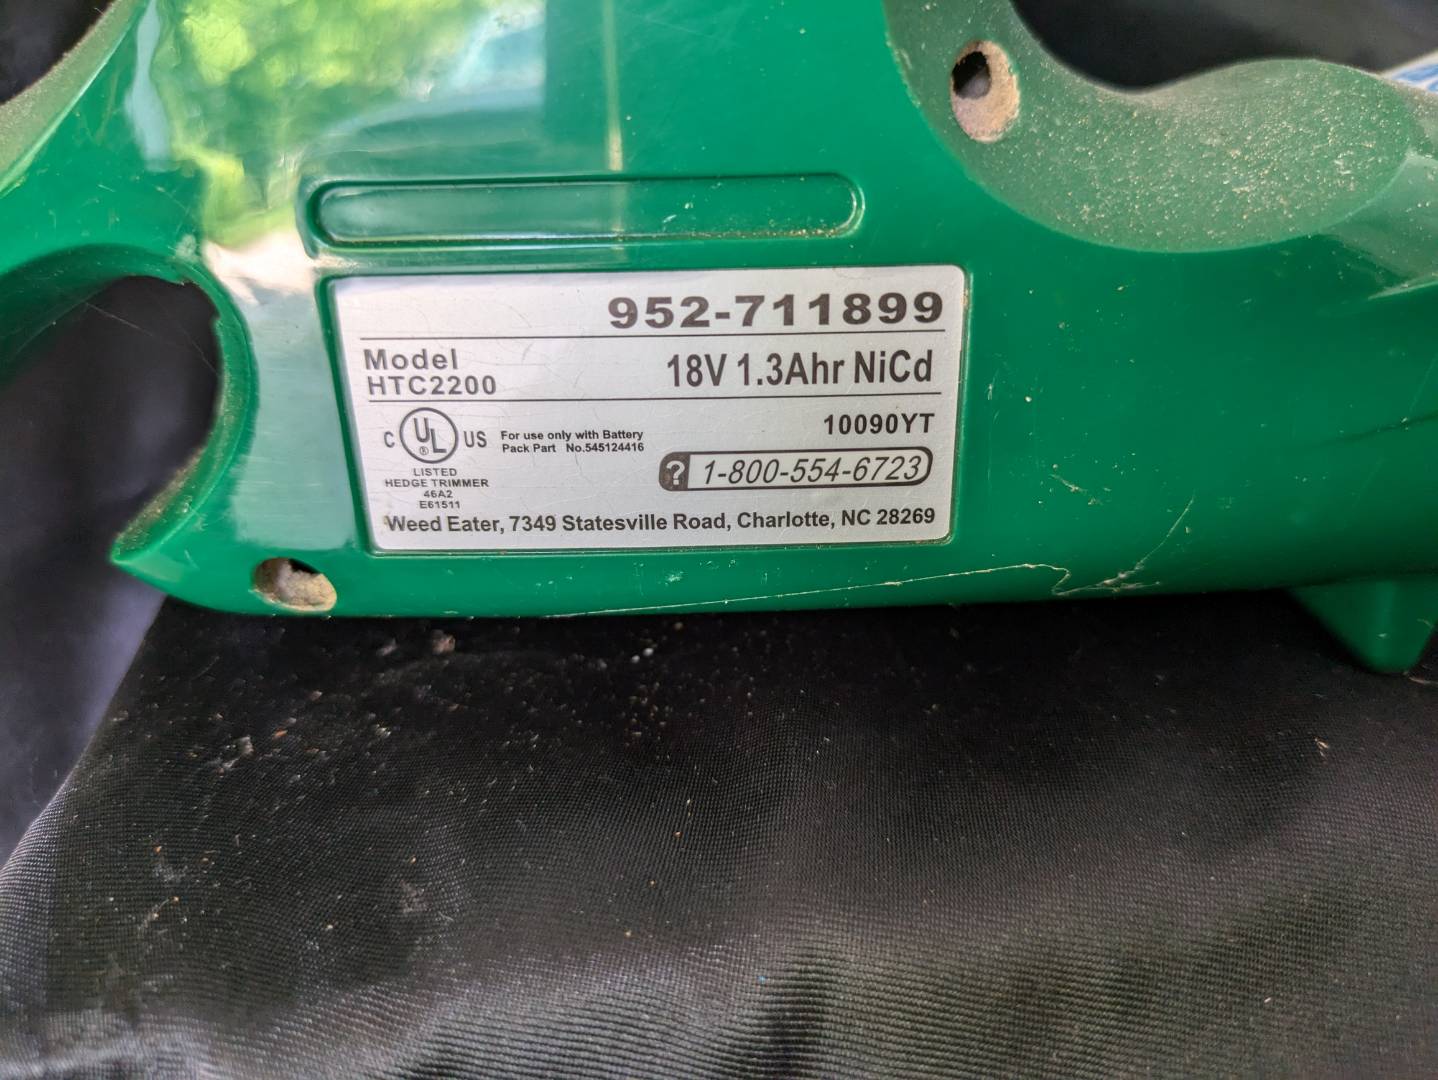 952-711899
Model
HTC2200
18V 1.3Ahr NiCd
C UL ® US
LISTED
HEDGE TRIMMER
46A2
E61511
For use only with Battery
Pack Part No.545124416
10090YT
? 1-800-554-6723
Weed Eater, 7349 Statesville Road, Charlotte, NC 28269